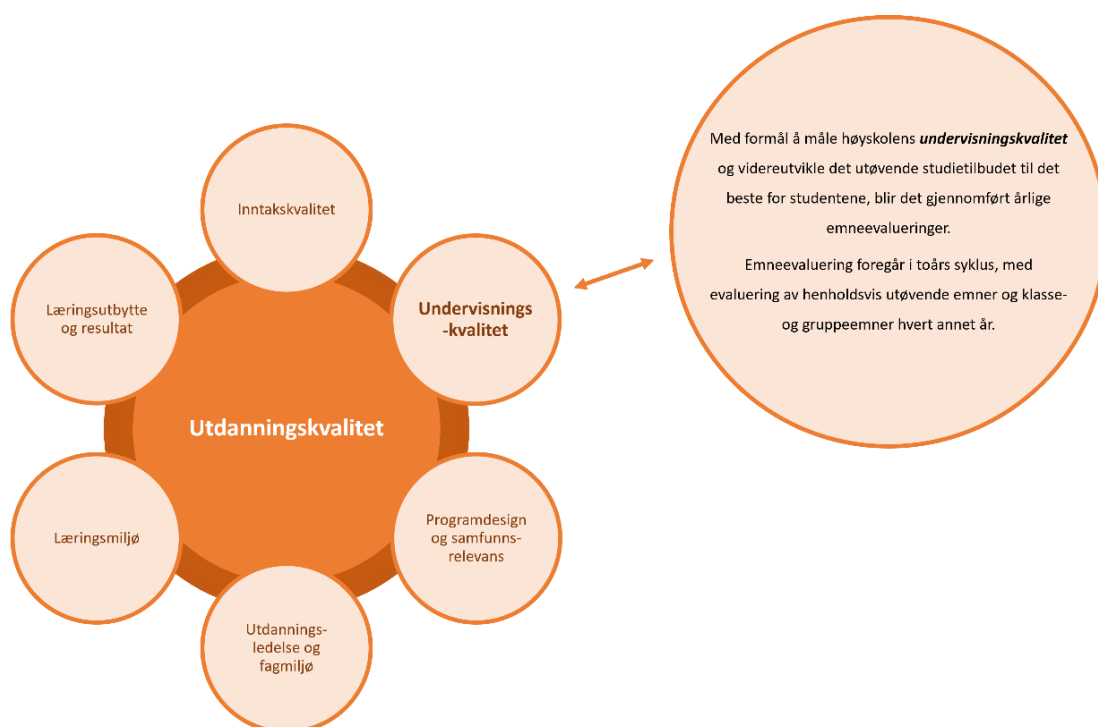 Inntakskvalitet
Undervisnings
-kvalitet
Programdesign
og samfunns-
relevans
Utdannings-
ledelse og
fagmiljø
Læringsmiljø
Læringsutbytte
og resultat
Utdanningskvalitet
Med formål å måle høyskolens undervisningskvalitet
og videreutvikle det utøvende studietilbudet til det
beste for studentene, blir det gjennomført årlige
emneevalueringer.
Emneevaluering foregår i toårs syklus, med
evaluering av henholdsvis utøvende emner og klasse-
og gruppeemner hvert annet år.